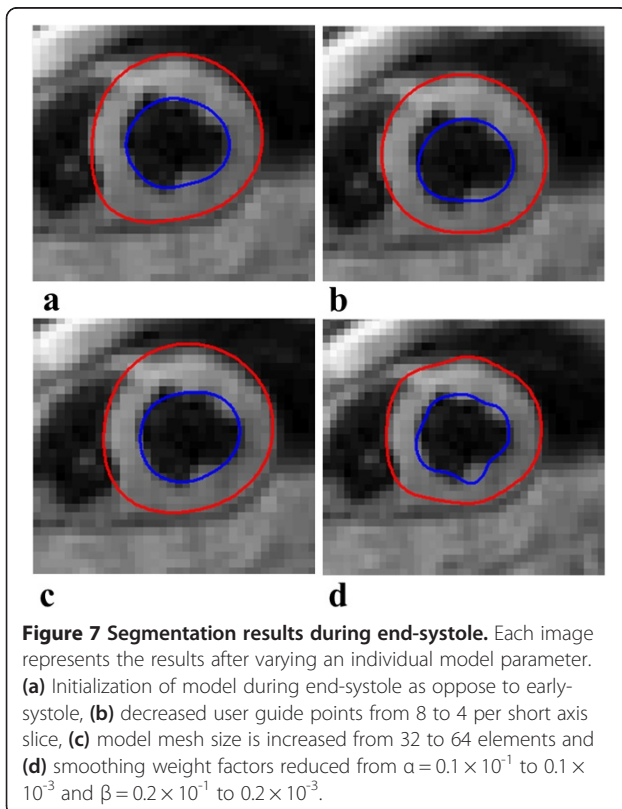 a
b
c
d
Figure 7 Segmentation results during end-systole. Each image
represents the results after varying an individual model parameter.
(a) Initialization of model during end-systole as oppose to early-
systole, (b) decreased user guide points from 8 to 4 per short axis
slice, (c) model mesh size is increased from 32 to 64 elements and
(d) smoothing weight factors reduced from α = 0.1 × 10⁻¹ to 0.1 ×
10⁻³ and β = 0.2 × 10⁻¹ to 0.2 × 10⁻³.